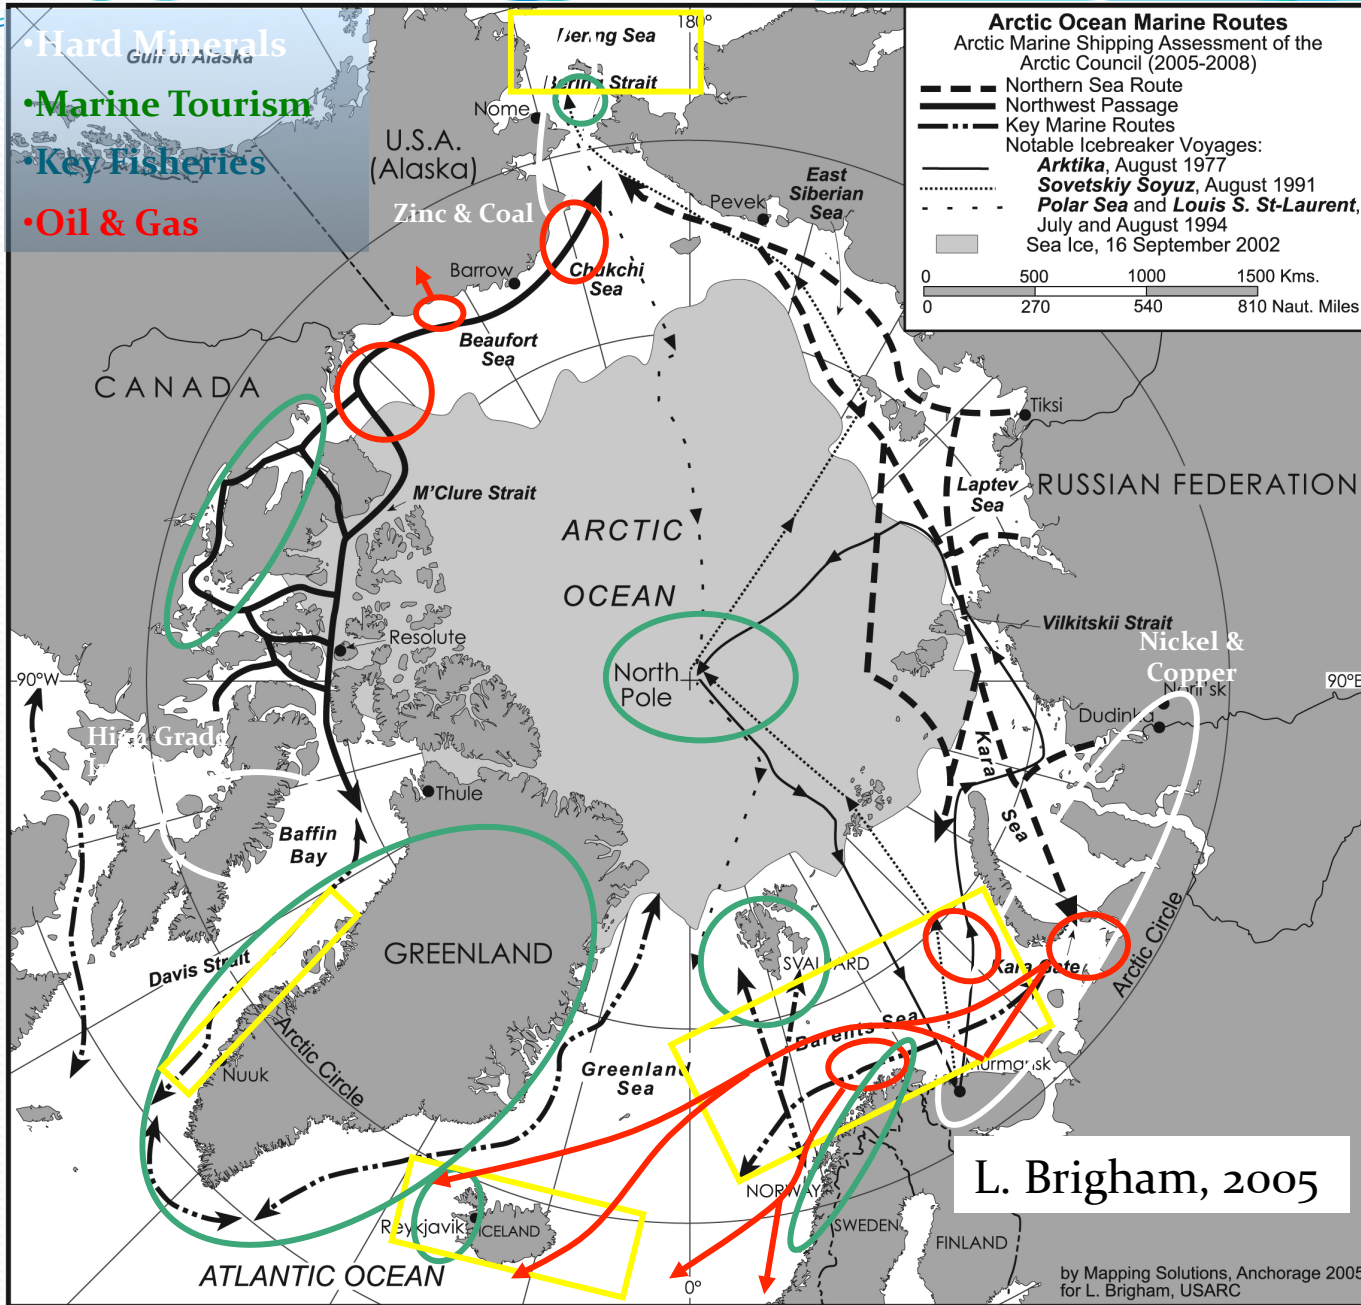 •Hard Minerals
Gulf of Alaska
•Marine Tourism
•Key Fisheries
•Oil & Gas
180°
Bering Sea
Bering Strait
Nome
U.S.A.
(Alaska)
Zinc & Coal
Barrow
Chukchi
Sea
Beaufort
Sea
Pevek
East
Siberian
Sea
Arctic Ocean Marine Routes
Arctic Marine Shipping Assessment of the
Arctic Council (2005-2008)
Northern Sea Route
Northwest Passage
Key Marine Routes
Notable Icebreaker Voyages:
Arktika, August 1977
Sovetskiy Soyuz, August 1991
Polar Sea and Louis S. St-Laurent,
July and August 1994
Sea Ice, 16 September 2002
0 500 1000 1500 Kms.
0 270 540 810 Naut. Miles
CANADA
Tiksi
M'Clure Strait
Laptev
Sea
RUSSIAN FEDERATION
ARCTIC
OCEAN
Resolute
Vilkitskii Strait
Nickel &
Copper
Noril'sk
Dudinka
90°W
North
Pole
90°E
High Grade
Thule
Kara
Sea
Baffin
Bay
Davis Strait
GREENLAND
SVALBARD
Kara Gate
Arctic Circle
Barents Sea
Arctic Circle
Nuuk
Greenland
Sea
Murmansk
L. Brigham, 2005
NORWAY
SWEDEN
FINLAND
Reykjavik
ICELAND
ATLANTIC OCEAN
0°
by Mapping Solutions, Anchorage 2005
for L. Brigham, USARC